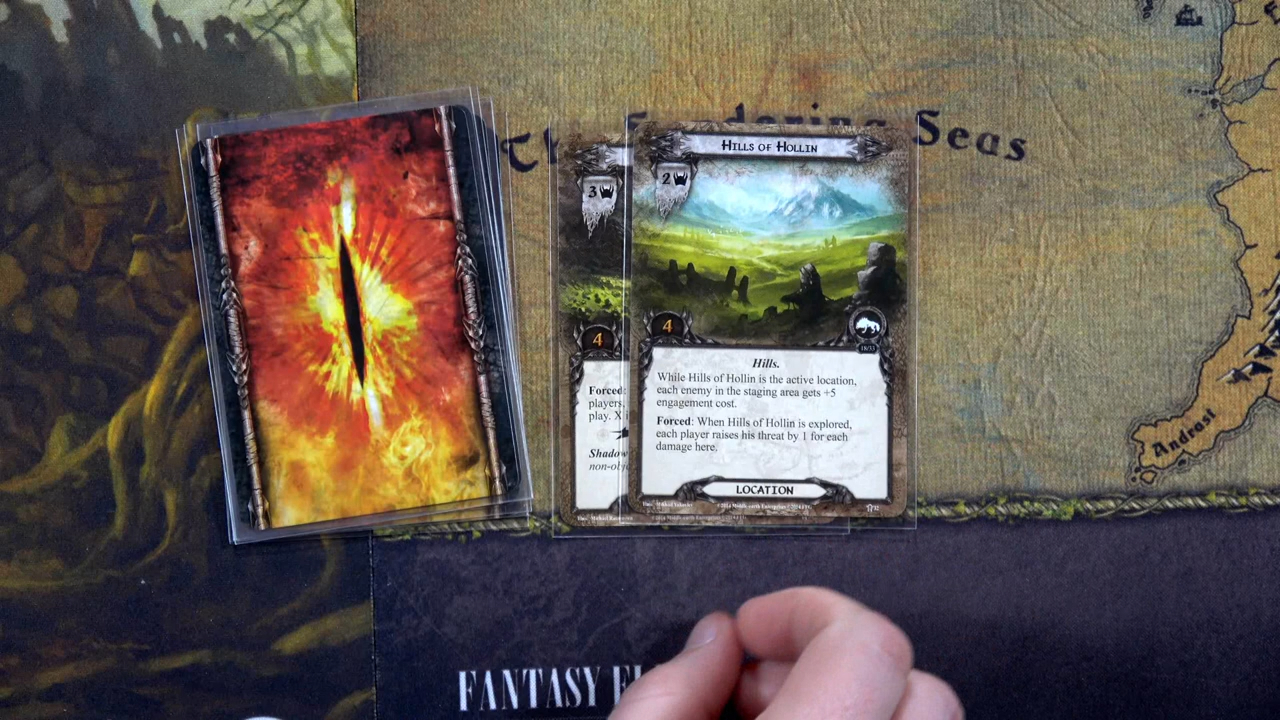 Seas
3
4
Forced:
players,
play. X i
Shadow
HILLS OF HOLLIN
2
4
18/33
Hills.
While Hills of Hollin is the active location,
each enemy in the staging area gets +5
engagement cost.
Forced: When Hills of Hollin is explored,
each player raises his threat by 1 for each
damage here.
LOCATION
Andrast
FANTASY